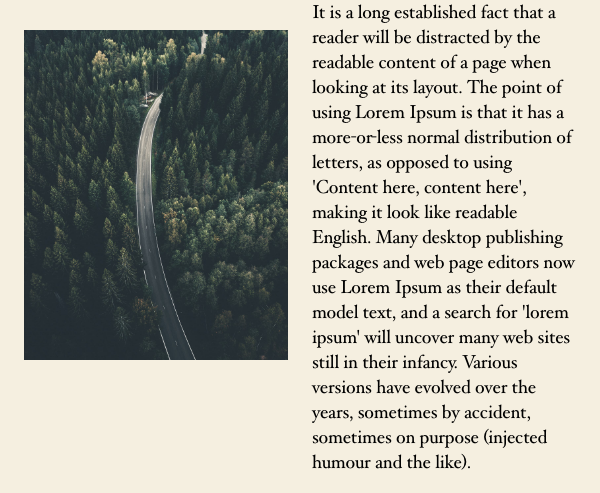 It is a long established fact that a
reader will be distracted by the
readable content of a page when
looking at its layout. The point of
using Lorem Ipsum is that it has a
more-or-less normal distribution of
letters, as opposed to using
'Content here, content here',
making it look like readable
English. Many desktop publishing
packages and web page editors now
use Lorem Ipsum as their default
model text, and a search for 'lorem
ipsum' will uncover many web sites
still in their infancy. Various
versions have evolved over the
years, sometimes by accident,
sometimes on purpose (injected
humour and the like).